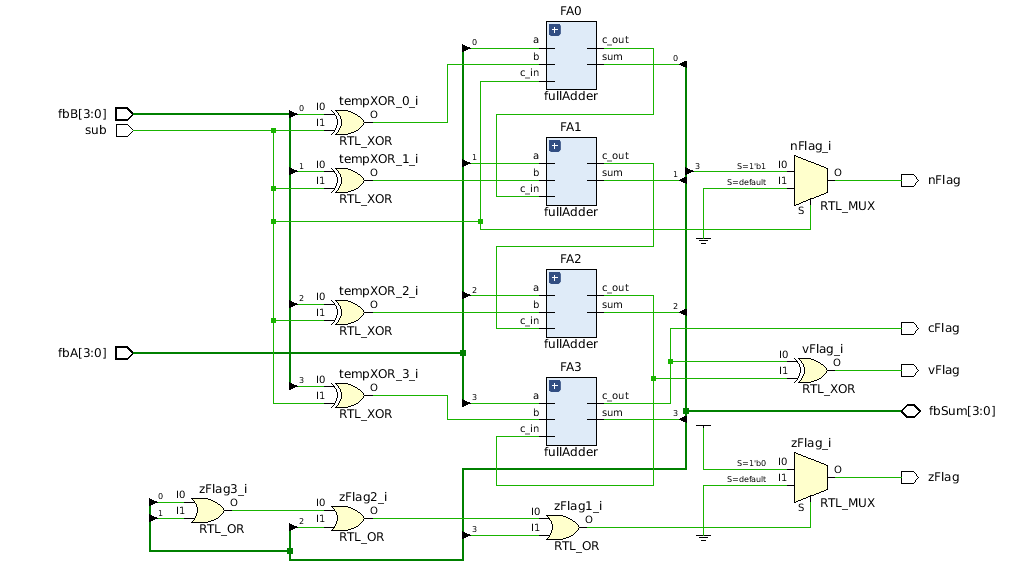 FA0
0
a
c_out
b
sum
0
c_in
fullAdder
tempXOR_0_i
fbB[3:0]
0
I0
O
sub
I1
RTL_XOR
FA1
tempXOR_1_i
1
a
c_out
1
I0
O
b
sum
1
I1
c_in
RTL_XOR
fullAdder
nFlag_i
3
S=1'b1
I0
O
nFlag
S=default
I1
S
RTL_MUX
FA2
tempXOR_2_i
2
a
c_out
2
I0
O
b
sum
2
I1
c_in
RTL_XOR
fullAdder
cFlag
fbA[3:0]
vFlag_i
I0
O
vFlag
I1
RTL_XOR
FA3
tempXOR_3_i
3
I0
O
3
a
c_out
I1
b
sum
3
fbSum[3:0]
RTL_XOR
c_in
fullAdder
zFlag_i
S=1'b0
I0
O
zFlag
S=default
I1
S
RTL_MUX
zFlag3_i
0
I0
O
1
I1
RTL_OR
zFlag2_i
I0
O
2
I1
RTL_OR
zFlag1_i
I0
O
3
I1
RTL_OR